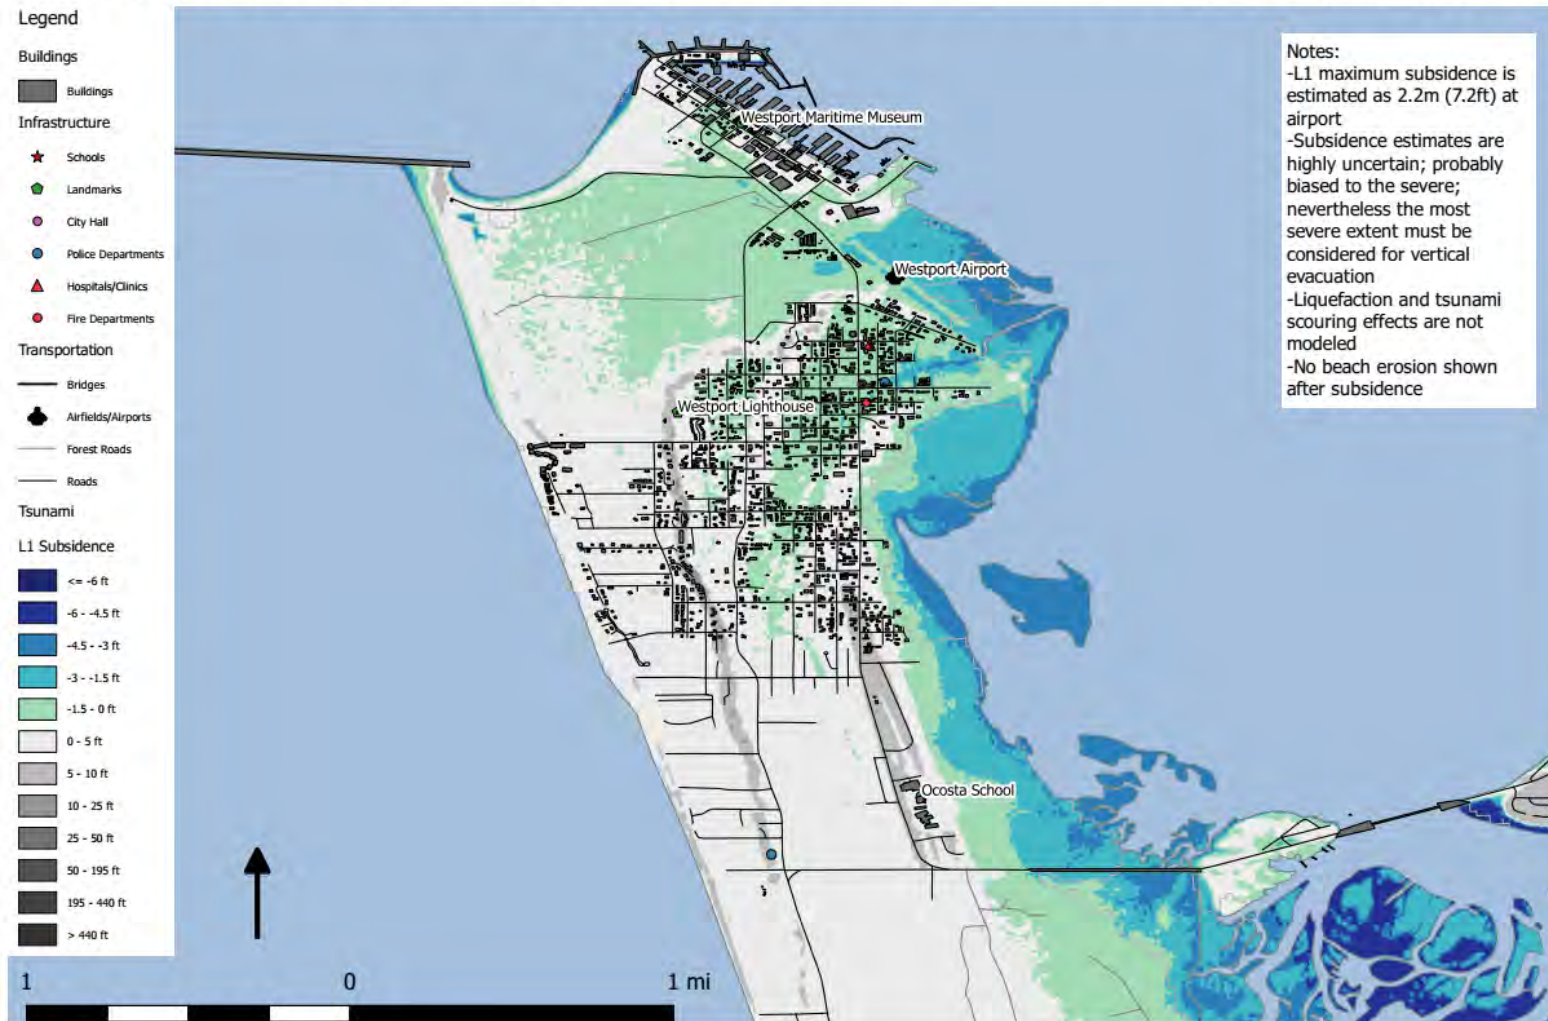 Legend
Buildings
Buildings
Infrastructure
Schools
Landmarks
City Hall
Police Departments
Hospitals/Clinics
Fire Departments
Transportation
Bridges
Airfields/Airports
Forest Roads
Roads
Tsunami
L1 Subsidence
<= -6 ft
-6 - -4.5 ft
-4.5 - -3 ft
-3 - -1.5 ft
-1.5 - 0 ft
0 - 5 ft
5 - 10 ft
10 - 25 ft
25 - 50 ft
50 - 195 ft
195 - 440 ft
> 440 ft
1 0 1 mi
Westport Maritime Museum
Westport Airport
Westport Lighthouse
Ocosta School
Notes:
-L1 maximum subsidence is
estimated as 2.2m (7.2ft) at
airport
-Subsidence estimates are
highly uncertain; probably
biased to the severe;
nevertheless the most
severe extent must be
considered for vertical
evacuation
-Liquefaction and tsunami
scouring effects are not
modeled
-No beach erosion shown
after subsidence